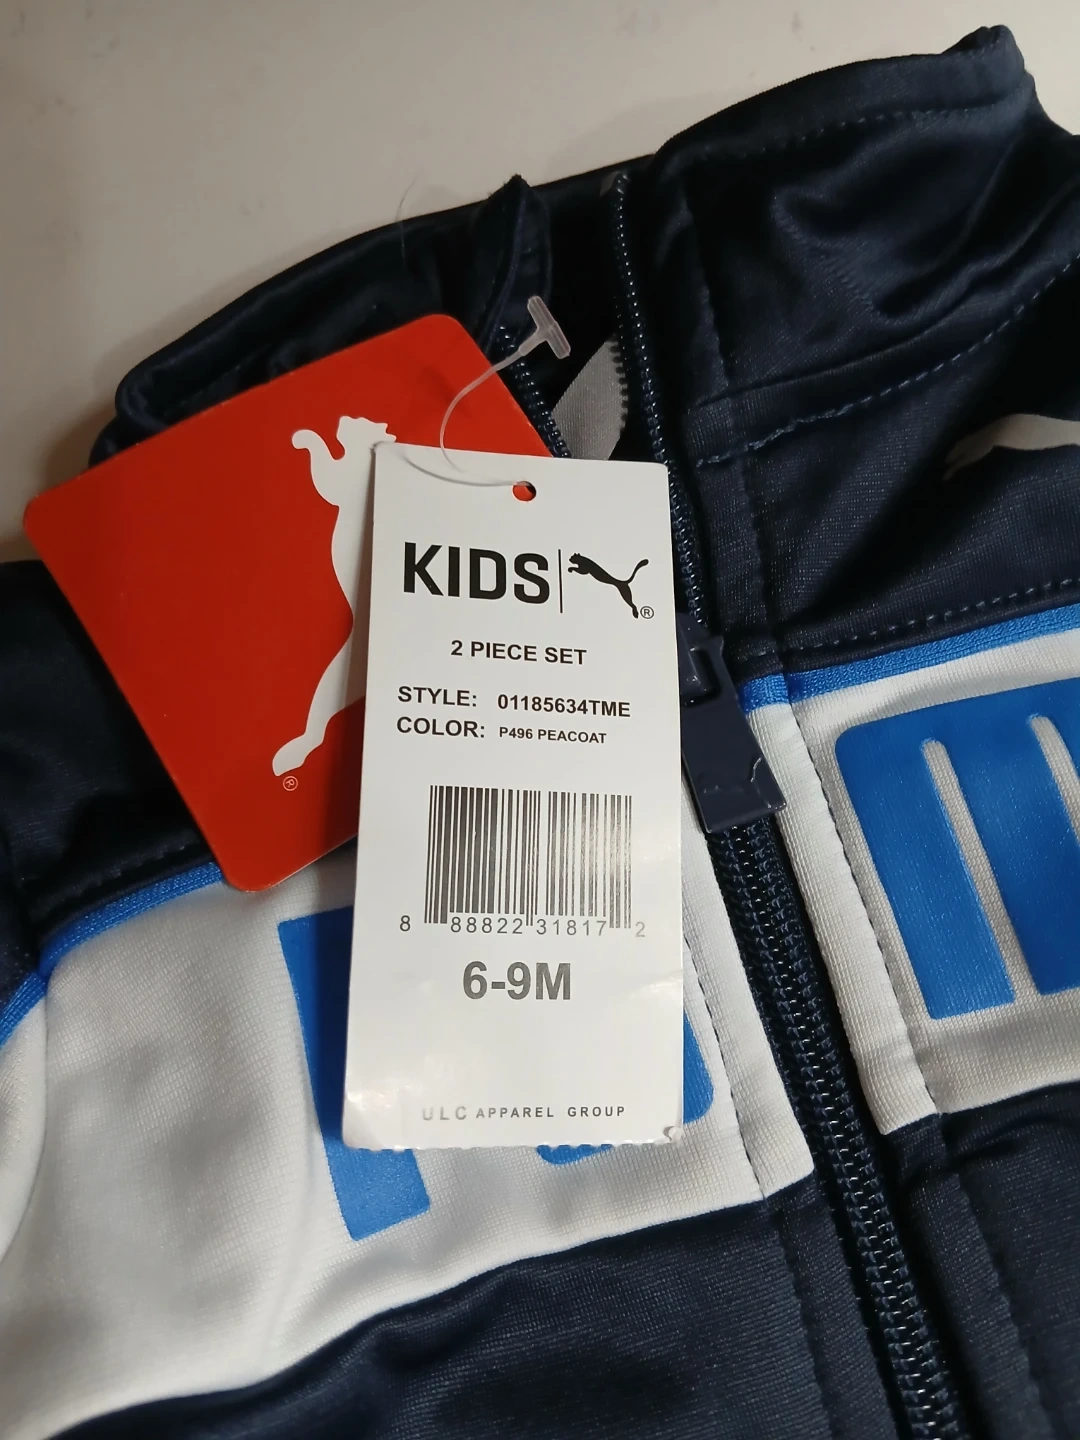 KIDS ®
2 PIECE SET
STYLE: 01185634TME
COLOR: P496 PEACOAT
8 88822 31817 2
6-9M
ULC APPAREL GROUP
®